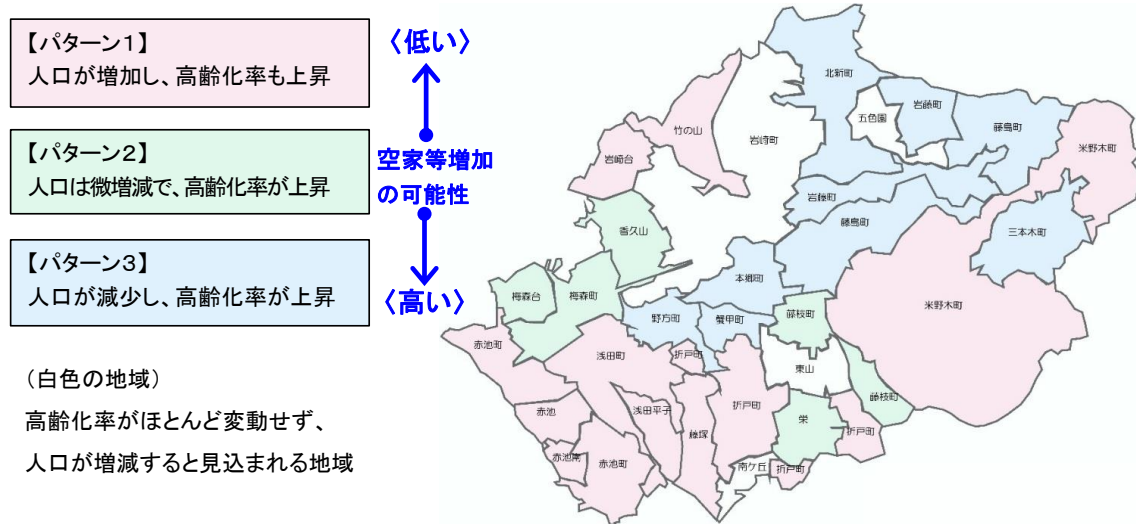 【パターン1】
人口が増加し、高齢化率も上昇
【パターン2】
人口は微増減で、高齢化率が上昇
【パターン3】
人口が減少し、高齢化率が上昇
〈低い〉
空家等増加
の可能性
〈高い〉
(白色の地域)
高齢化率がほとんど変動せず、
人口が増減すると見込まれる地域
北新町
岩藤町
五色園
藤島町
米野木町
竹の山
岩崎町
岩崎台
岩藤町
藤島町
三本木町
香久山
本郷町
梅森台
梅森町
米野木町
野方町
蟹甲町
藤枝町
赤池町
浅田町
折戸町
東山
藤枝町
赤池
浅田平子
折戸町
栄
折戸町
藤塚
赤池南
赤池町
南ケ丘
折戸町